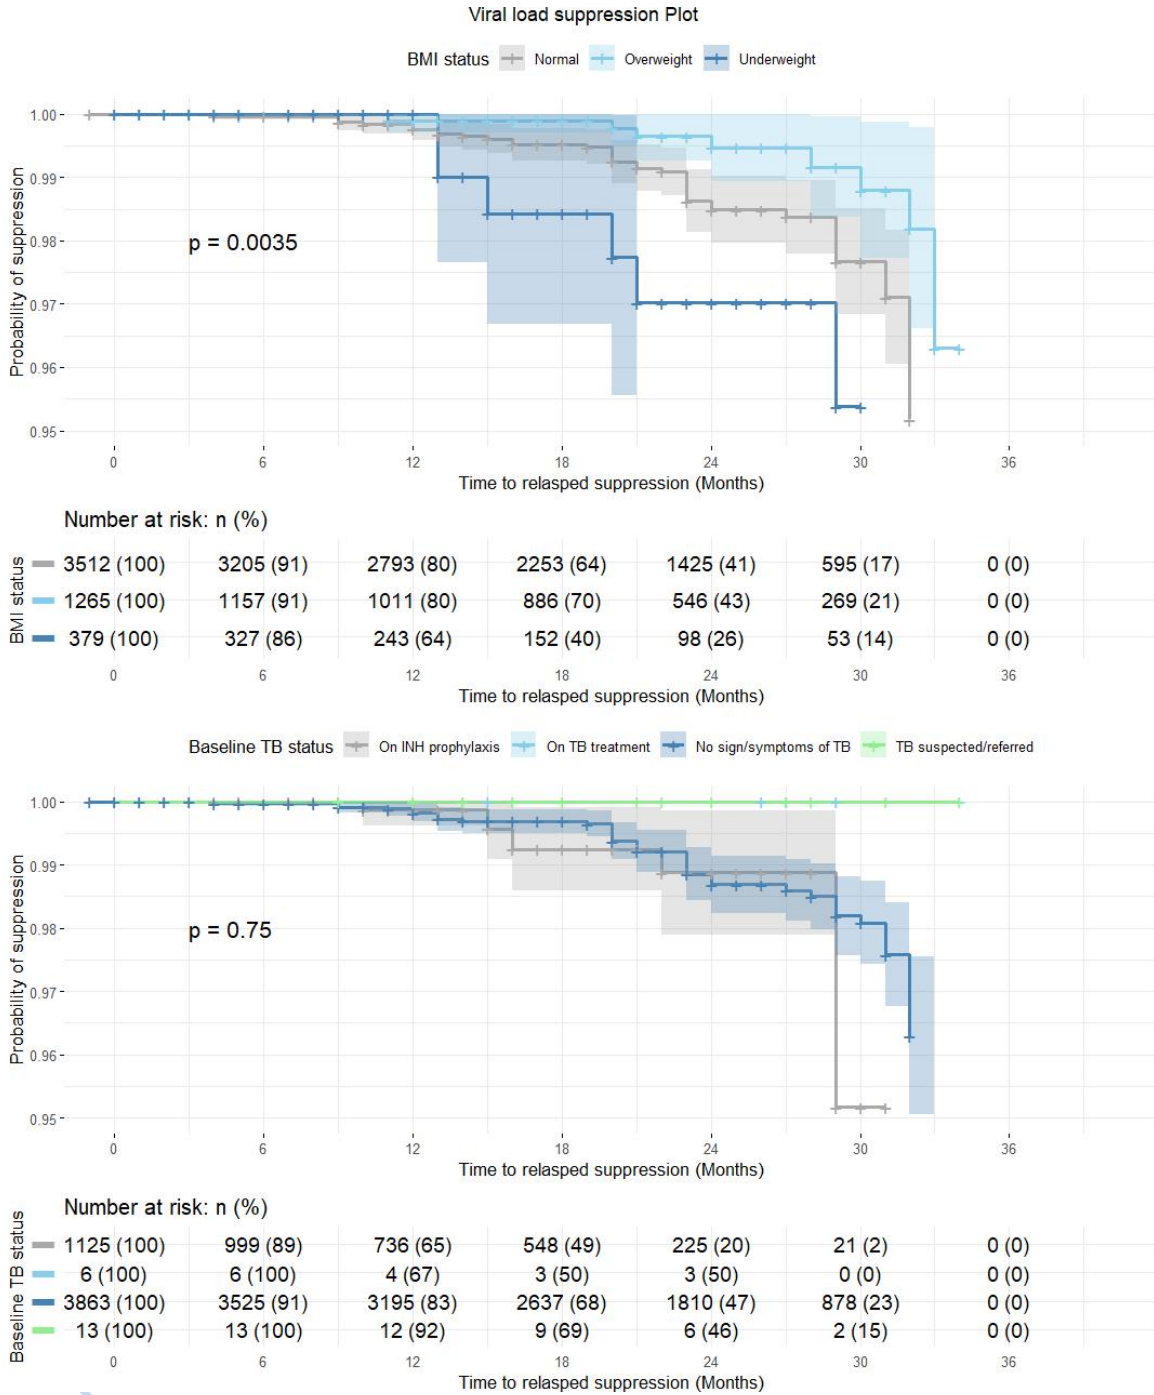 Viral load suppression Plot
BMI status Normal Overweight Underweight
1.00
0.99
0.98
0.97
0.96
0.95
Probability of suppression
p = 0.0035
0 6 12 18 24 30 36
Time to relasped suppression (Months)
Number at risk: n (%)
BMI status
3512 (100) 3205 (91) 2793 (80) 2253 (64) 1425 (41) 595 (17) 0 (0)
1265 (100) 1157 (91) 1011 (80) 886 (70) 546 (43) 269 (21) 0 (0)
379 (100) 327 (86) 243 (64) 152 (40) 98 (26) 53 (14) 0 (0)
0 6 12 18 24 30 36
Time to relasped suppression (Months)
Baseline TB status On INH prophylaxis On TB treatment No sign/symptoms of TB TB suspected/referred
1.00
0.99
0.98
0.97
0.96
0.95
Probability of suppression
p = 0.75
0 6 12 18 24 30 36
Time to relasped suppression (Months)
Number at risk: n (%)
Baseline TB status
1125 (100) 999 (89) 736 (65) 548 (49) 225 (20) 21 (2) 0 (0)
6 (100) 6 (100) 4 (67) 3 (50) 3 (50) 0 (0) 0 (0)
3863 (100) 3525 (91) 3195 (83) 2637 (68) 1810 (47) 878 (23) 0 (0)
13 (100) 13 (100) 12 (92) 9 (69) 6 (46) 2 (15) 0 (0)
0 6 12 18 24 30 36
Time to relasped suppression (Months)